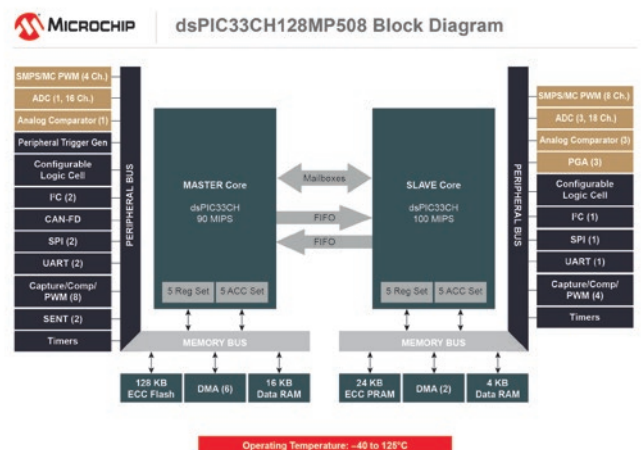 MICROCHIP
dsPIC33CH128MP508 Block Diagram
SMPS/MC PWM (4 Ch.)
ADC (1, 16 Ch.)
Analog Comparator (1)
Peripheral Trigger Gen
Configurable
Logic Cell
I²C (2)
CAN-FD
SPI (2)
UART (2)
Capture/Comp/
PWM (8)
SENT (2)
Timers
PERIPHERAL BUS
MASTER Core
dsPIC33CH
90 MIPS
5 Reg Set
5 ACC Set
MEMORY BUS
128 KB
ECC Flash
DMA (6)
16 KB
Data RAM
Mailboxes
FIFO
FIFO
SLAVE Core
dsPIC33CH
100 MIPS
5 Reg Set
5 ACC Set
MEMORY BUS
24 KB
ECC PRAM
DMA (2)
4 KB
Data RAM
PERIPHERAL BUS
SMPS/MC PWM (8 Ch.)
ADC (3, 18 Ch.)
Analog Comparator (3)
PGA (3)
Configurable
Logic Cell
I²C (1)
SPI (1)
UART (1)
Capture/Comp/
PWM (4)
Timers
Operating Temperature: –40 to 125°C